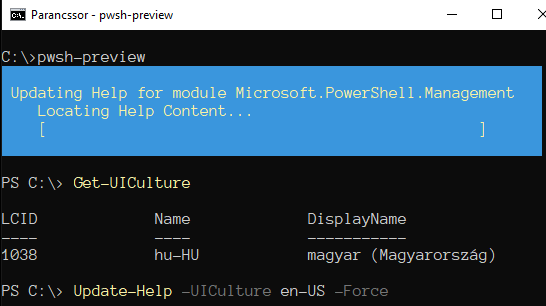 Parancssor - pwsh-preview
C:\>pwsh-preview
Updating Help for module Microsoft.PowerShell.Management
Locating Help Content...
[ ]
PS C:\> Get-UICulture
LCID Name DisplayName
---- ---- -----------
1038 hu-HU magyar (Magyarország)
PS C:\> Update-Help -UICulture en-US -Force